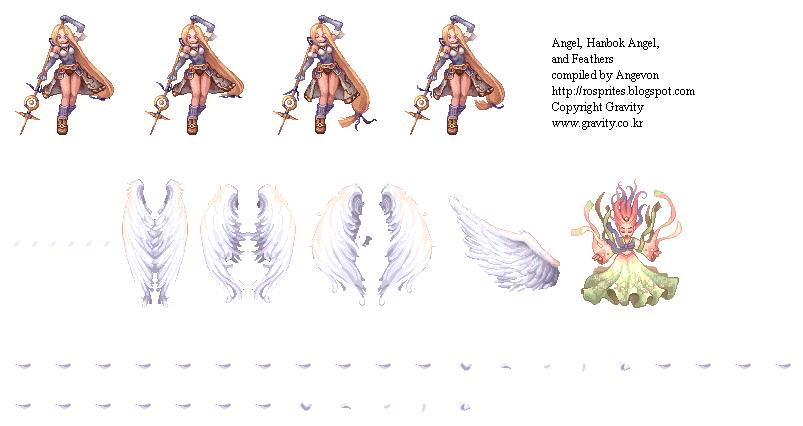 Angel, Hanbok Angel,
and Feathers
compiled by Angevon
http://rosprites.blogspot.com
Copyright Gravity
www.gravity.co.kr